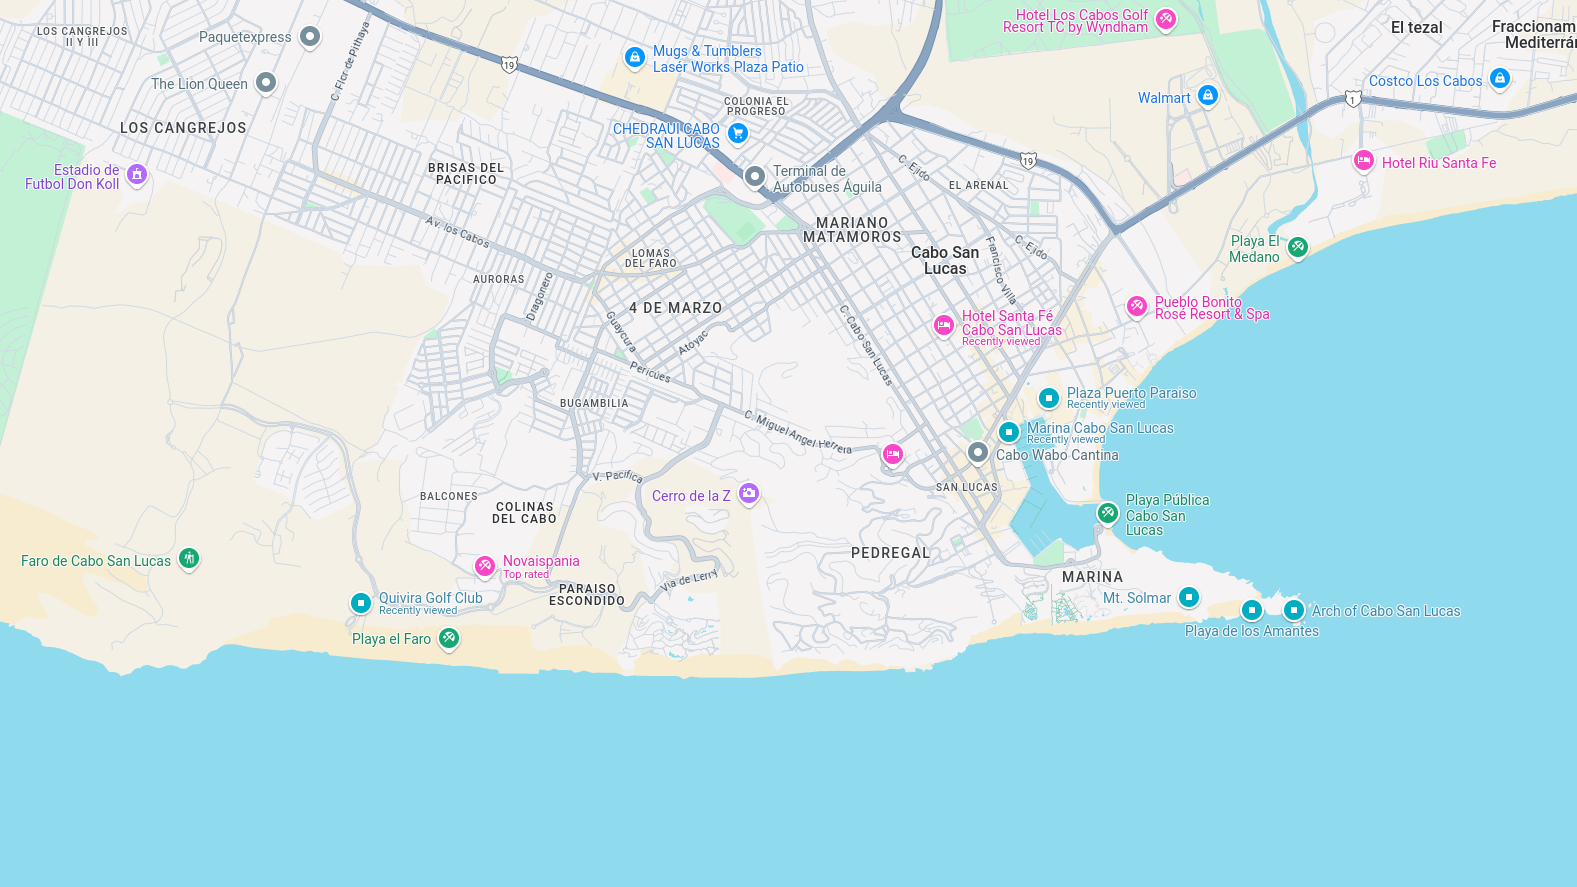 LOS CANGREJOS
II Y III
Paquetexpress
The Lion Queen
C. Flor de Pithaya
LOS CANGREJOS
Estadio de
Futbol Don Koll
19
Mugs & Tumblers
Laser Works Plaza Patio
COLONIA EL
PROGRESO
CHEDRAUI CABO
SAN LUCAS
Terminal de
Autobuses Águila
Hotel Los Cabos Golf
Resort TC by Wyndham
El tezal
Fraccionam
Mediterrán
Costco Los Cabos
Walmart
1
19
Hotel Riu Santa Fe
BRISAS DEL
PACIFICO
C. Ejido
EL ARENAL
MARIANO
MATAMOROS
Av. los Cabos
Cabo San
Lucas
Francisco Villa
C. Ejido
Playa El
Medano
LOMAS
DEL FARO
AURORAS
Dragonero
4 DE MARZO
Guaycura
Atoyac
C. Cabo San Lucas
Hotel Santa Fé
Cabo San Lucas
Recently viewed
Pueblo Bonito
Rosé Resort & Spa
Pericúes
BUGAMBILIA
C. Miguel Angel Herrera
Plaza Puerto Paraiso
Recently viewed
Marina Cabo San Lucas
Recently viewed
Cabo Wabo Cantina
V. Pacifica
SAN LUCAS
BALCONES
COLINAS
DEL CABO
Cerro de la Z
Playa Pública
Cabo San
Lucas
Faro de Cabo San Lucas
Novaispania
Top rated
PEDREGAL
MARINA
PARAISO
ESCONDIDO
Via de Lerry
Quivira Golf Club
Recently viewed
Playa el Faro
Mt. Solmar
Arch of Cabo San Lucas
Playa de los Amantes